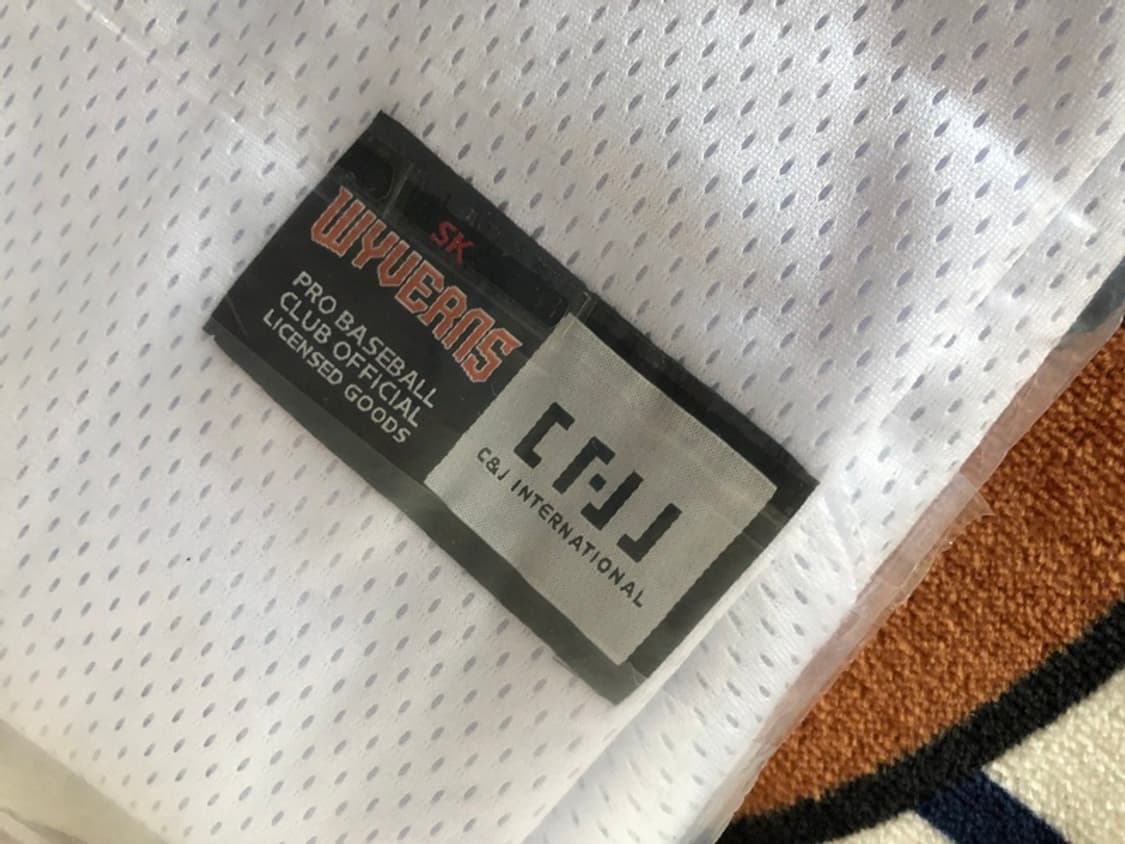 SK
WYVERNS
PRO BASEBALL
CLUB OFFICIAL
LICENSED GOODS
C&J
C&J INTERNATIONAL